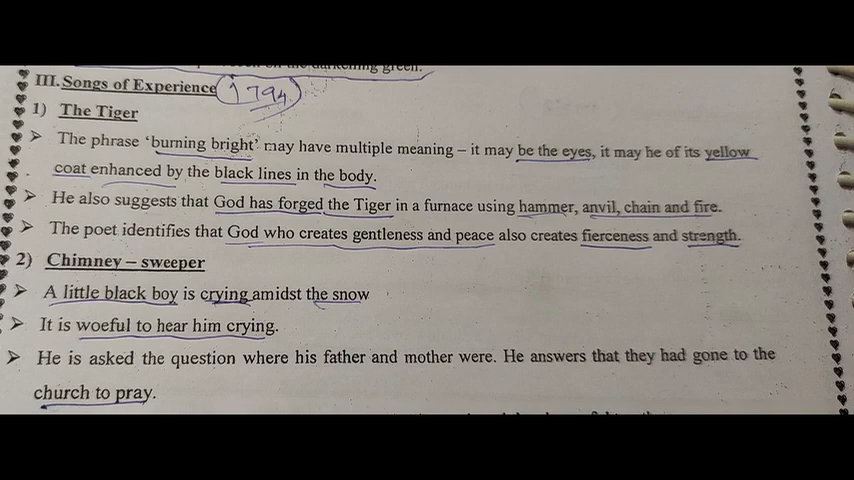 the darkening green.
III. Songs of Experience 1794
1) The Tiger
➢ The phrase ‘burning bright’ may have multiple meaning – it may be the eyes, it may he of its yellow
coat enhanced by the black lines in the body.
➢ He also suggests that God has forged the Tiger in a furnace using hammer, anvil, chain and fire.
➢ The poet identifies that God who creates gentleness and peace also creates fierceness and strength.
2) Chimney – sweeper
➢ A little black boy is crying amidst the snow
➢ It is woeful to hear him crying.
➢ He is asked the question where his father and mother were. He answers that they had gone to the
church to pray.